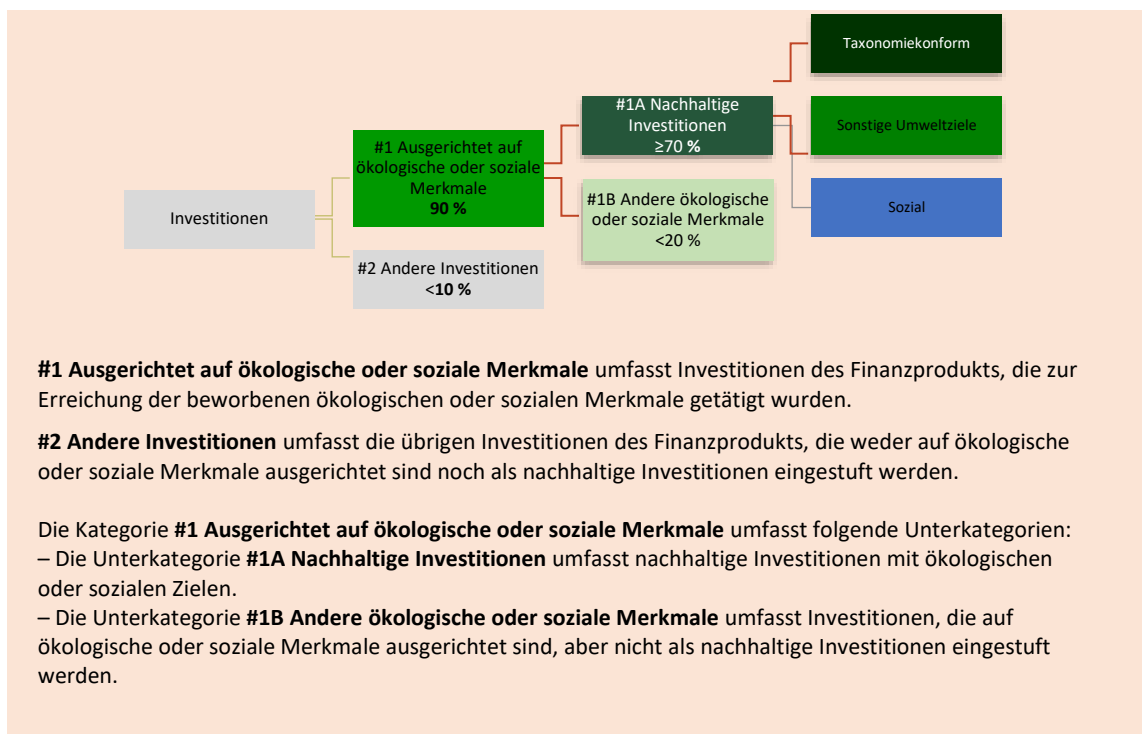 Taxonomiekonform
#1A Nachhaltige
Investitionen
≥70 %
Sonstige Umweltziele
#1 Ausgerichtet auf
ökologische oder soziale
Merkmale
90 %
#1B Andere ökologische
oder soziale Merkmale
<20 %
Sozial
Investitionen
#2 Andere Investitionen
<10 %
#1 Ausgerichtet auf ökologische oder soziale Merkmale umfasst Investitionen des Finanzprodukts, die zur
Erreichung der beworbenen ökologischen oder sozialen Merkmale getätigt wurden.
#2 Andere Investitionen umfasst die übrigen Investitionen des Finanzprodukts, die weder auf ökologische
oder soziale Merkmale ausgerichtet sind noch als nachhaltige Investitionen eingestuft werden.
Die Kategorie #1 Ausgerichtet auf ökologische oder soziale Merkmale umfasst folgende Unterkategorien:
– Die Unterkategorie #1A Nachhaltige Investitionen umfasst nachhaltige Investitionen mit ökologischen
oder sozialen Zielen.
– Die Unterkategorie #1B Andere ökologische oder soziale Merkmale umfasst Investitionen, die auf
ökologische oder soziale Merkmale ausgerichtet sind, aber nicht als nachhaltige Investitionen eingestuft
werden.